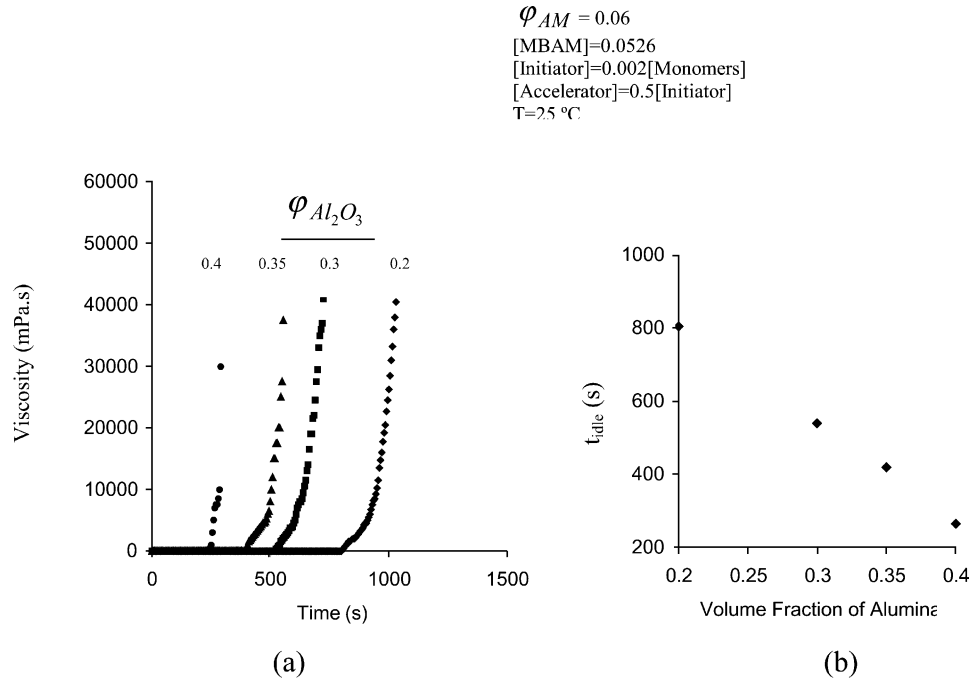 φAM = 0.06
[MBAM]=0.0526
[Initiator]=0.002[Monomers]
[Accelerator]=0.5[Initiator]
T=25 ºC
60000
50000
40000
30000
20000
10000
0
Viscosity (mPa.s)
φAl2O3
0.4 0.35 0.3 0.2
0 500 1000 1500
Time (s)
(a)
1000
800
600
400
200
tidle (s)
0.2 0.25 0.3 0.35 0.4
Volume Fraction of Alumina
(b)